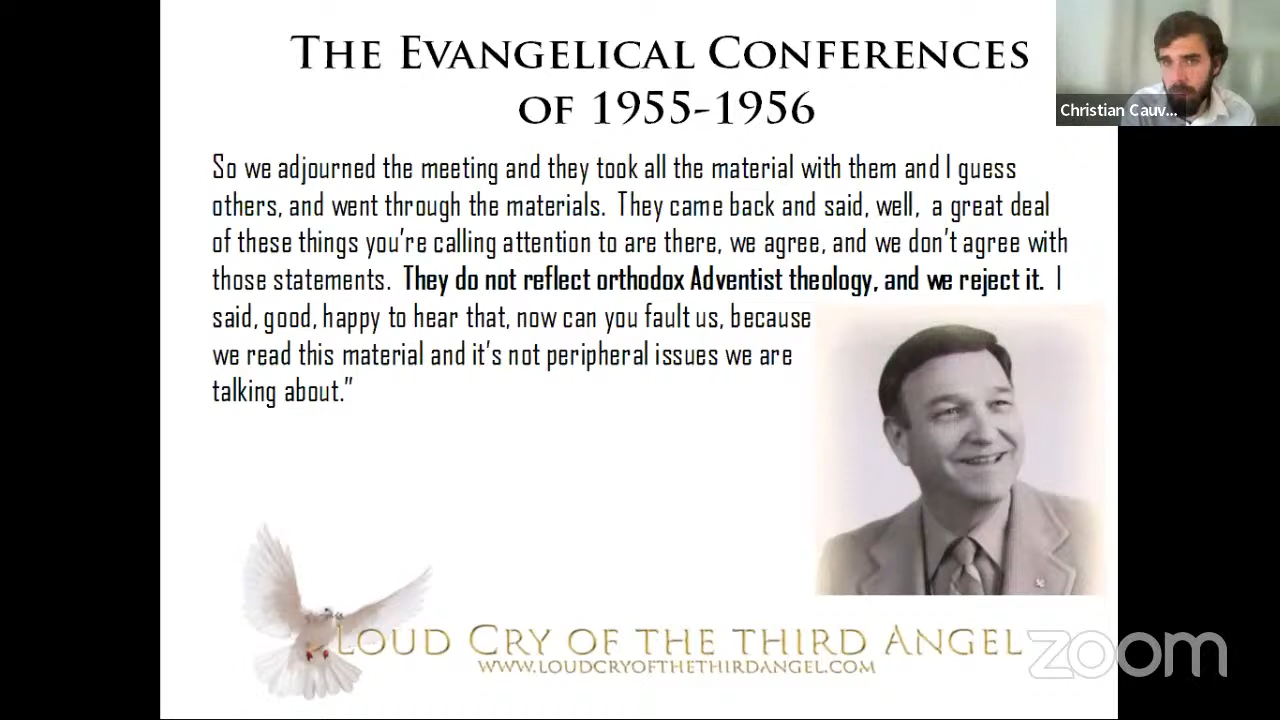 THE EVANGELICAL CONFERENCES
OF 1955-1956
Christian Cauv...
So we adjourned the meeting and they took all the material with them and I guess
others, and went through the materials.  They came back and said, well,  a great deal
of these things you’re calling attention to are there, we agree, and we don’t agree with
those statements.  They do not reflect orthodox Adventist theology, and we reject it.  I
said, good, happy to hear that, now can you fault us, because
we read this material and it’s not peripheral issues we are
talking about.”
LOUD CRY OF THE THIRD ANGEL
WWW.LOUDCRYOFTHETHIRDANGEL.COM
zoom